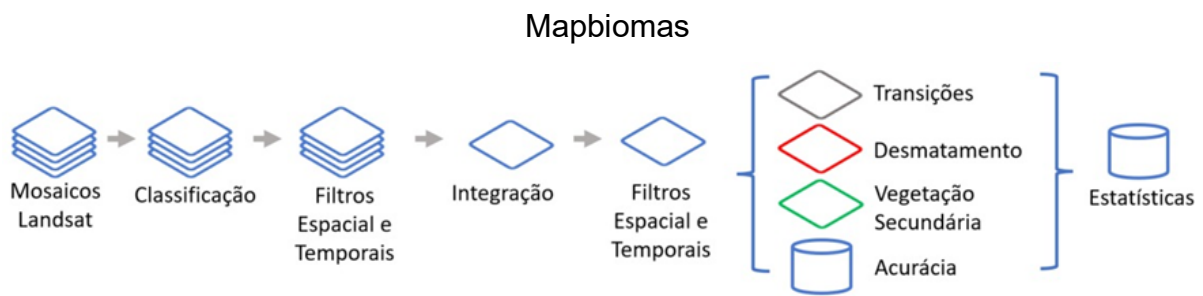 Mapbiomas
Mosaicos
Landsat
Classificação
Filtros
Espacial e
Temporais
Integração
Filtros
Espacial e
Temporais
Transições
Desmatamento
Vegetação
Secundária
Acurácia
Estatísticas